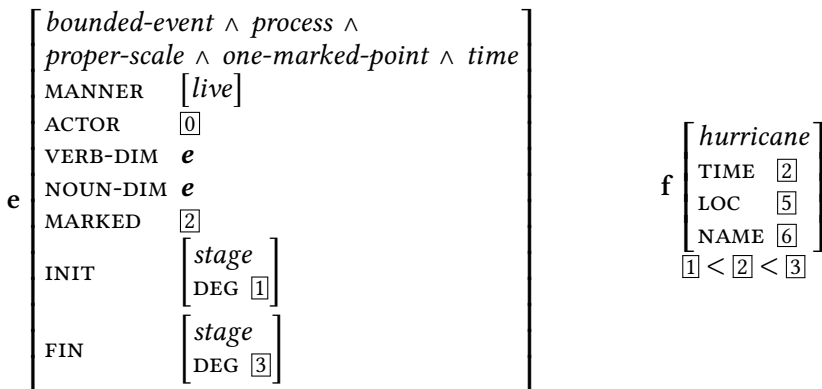 bounded-event ∧ process ∧
proper-scale ∧ one-marked-point ∧ time
MANNER [live]
ACTOR 0
VERB-DIM e
NOUN-DIM e
e
MARKED 2
INIT [stage
DEG 1]
FIN [stage
DEG 3]
f
[hurricane
TIME 2
LOC 5
NAME 6]
1 < 2 < 3